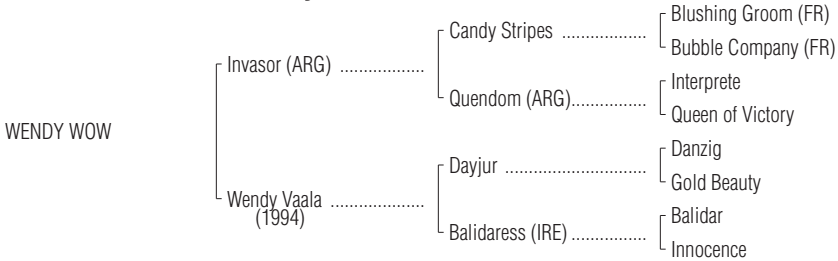 Blushing Groom (FR)
Candy Stripes ...................
Bubble Company (FR)
Invasor (ARG) ..................
Interprete
Quendom (ARG)................
Queen of Victory
WENDY WOW
Danzig
Dayjur ................................
Gold Beauty
Wendy Vaala ...................
(1994)
Balidar
Balidaress (IRE) ................
Innocence